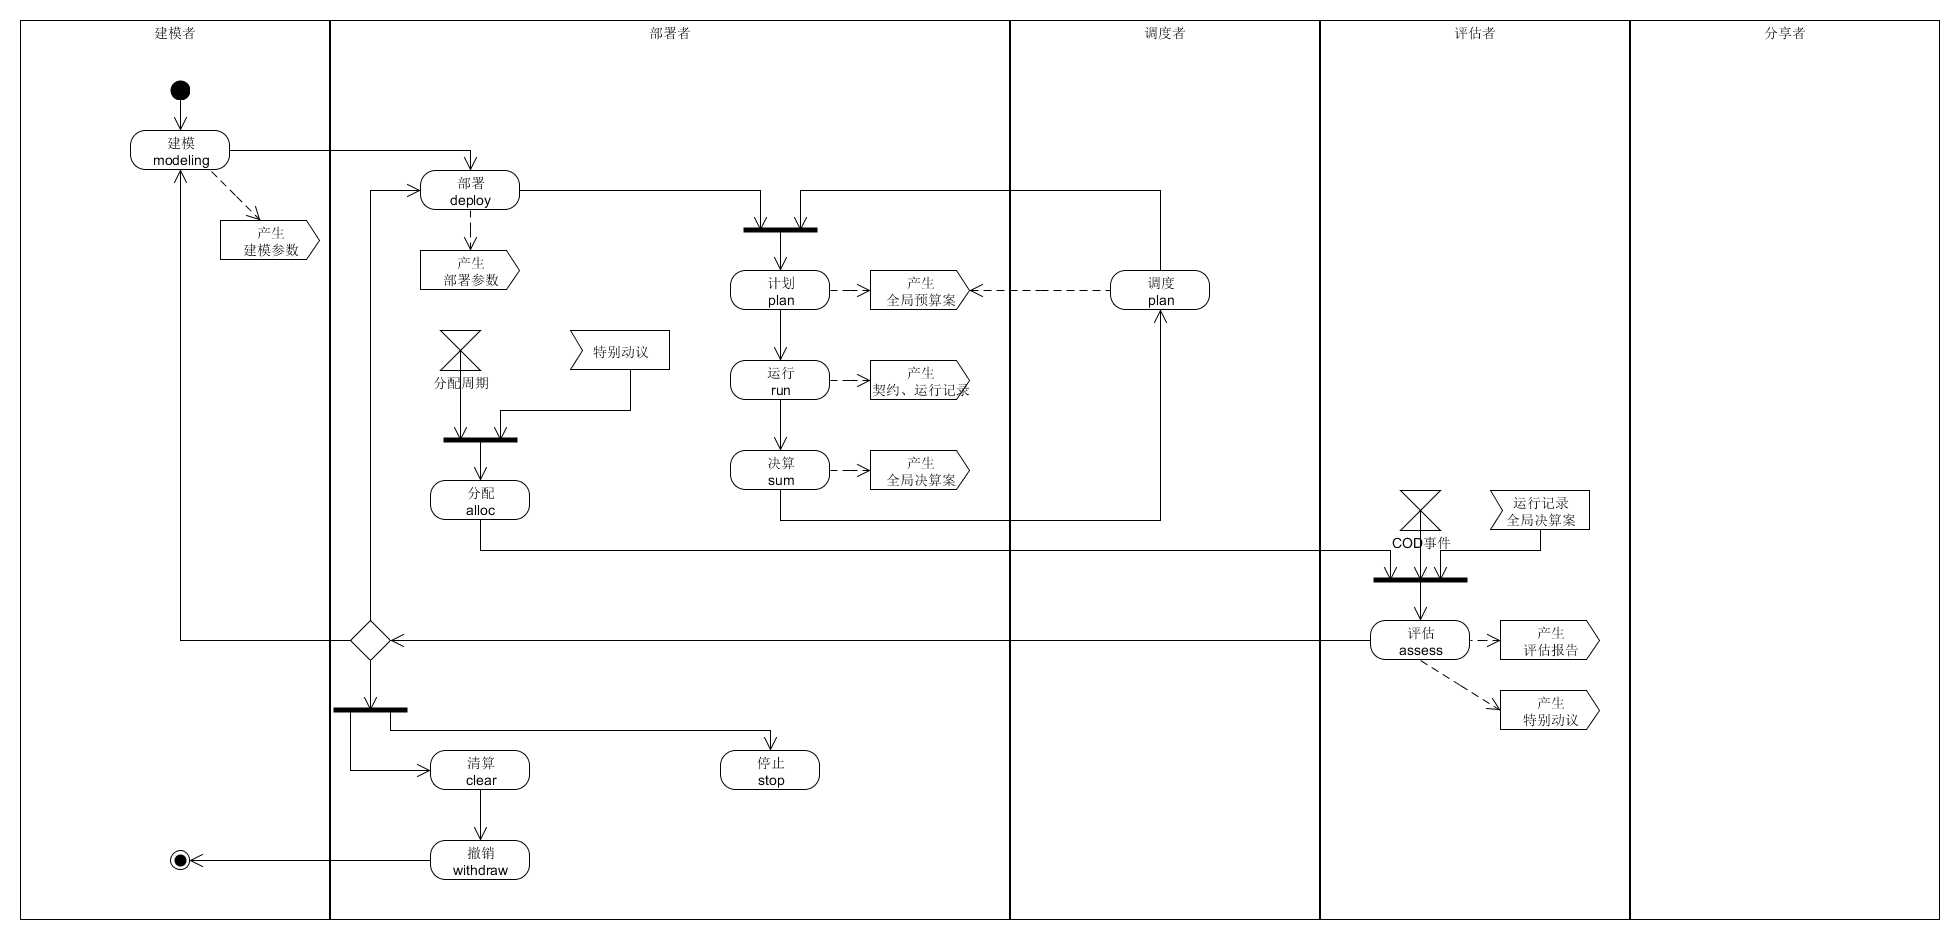 建模者
部署者
调度者
评估者
分享者
建模
modeling
产生
建模参数
部署
deploy
产生
部署参数
计划
plan
产生
全局预算案
调度
plan
分配周期
特别动议
运行
run
产生
契约、运行记录
决算
sum
产生
全局决算案
分配
alloc
COD事件
运行记录
全局决算案
评估
assess
产生
评估报告
产生
特别动议
清算
clear
停止
stop
撤销
withdraw